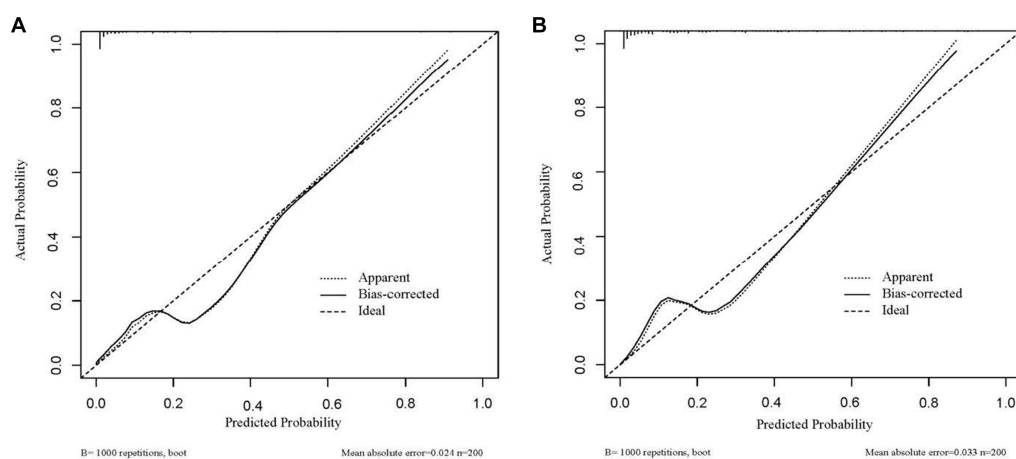 A
1.0
0.8
0.6
0.4
0.2
0.0
Actual Probability
Apparent
Bias-corrected
Ideal
0.0 0.2 0.4 0.6 0.8 1.0
Predicted Probability
B= 1000 repetitions, boot Mean absolute error=0.024 n=200
B
1.0
0.8
0.6
0.4
0.2
0.0
Actual Probability
Apparent
Bias-corrected
Ideal
0.0 0.2 0.4 0.6 0.8 1.0
Predicted Probability
B= 1000 repetitions, boot Mean absolute error=0.033 n=200